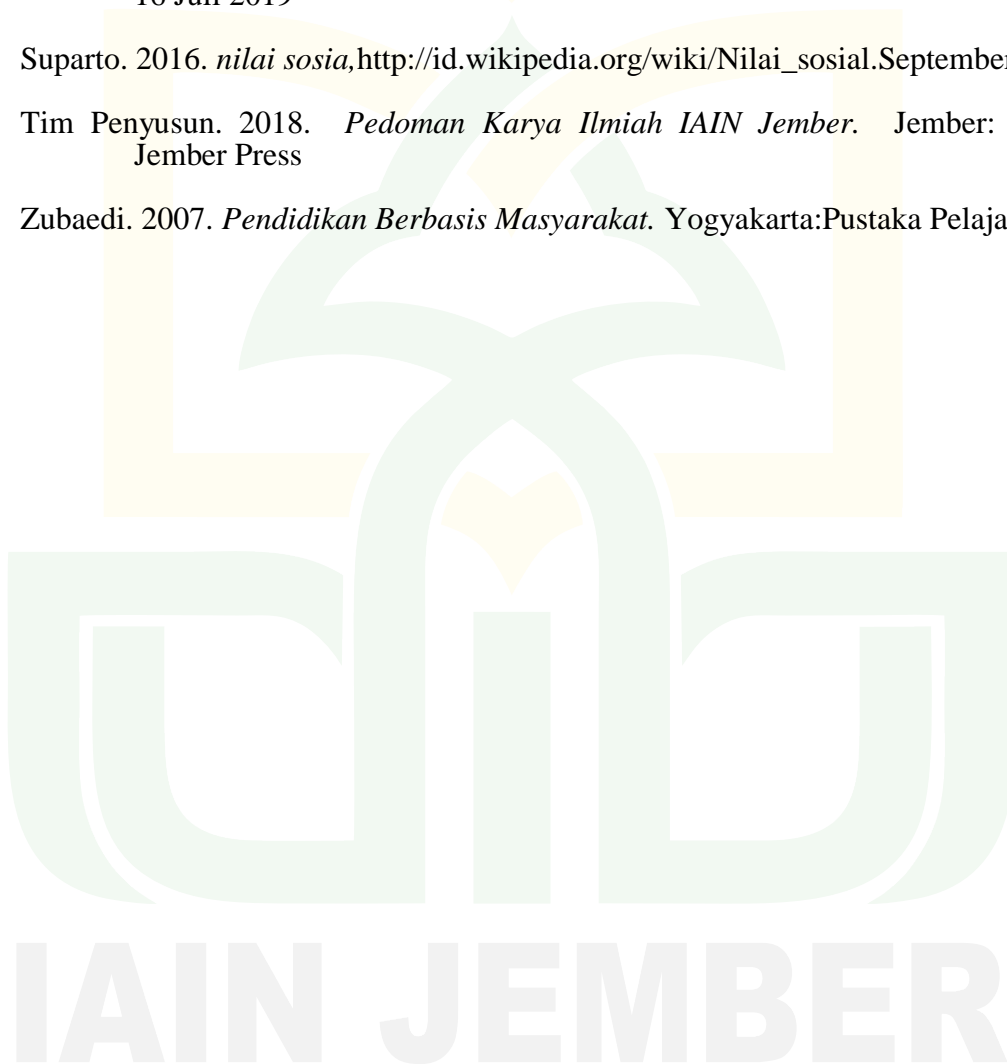 16 Juli 2019
Suparto. 2016. nilai sosia,http://id.wikipedia.org/wiki/Nilai_sosial.September
Tim Penyusun. 2018. Pedoman Karya Ilmiah IAIN Jember. Jember:
Jember Press
Zubaedi. 2007. Pendidikan Berbasis Masyarakat. Yogyakarta:Pustaka Pelaja
IAIN JEMBER